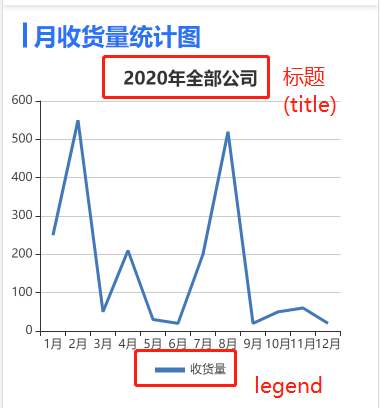 月收货量统计图
2020年全部公司
标题
(title)
600
500
400
300
200
100
0
1月 2月 3月 4月 5月 6月 7月 8月 9月 10月 11月 12月
收货量
legend